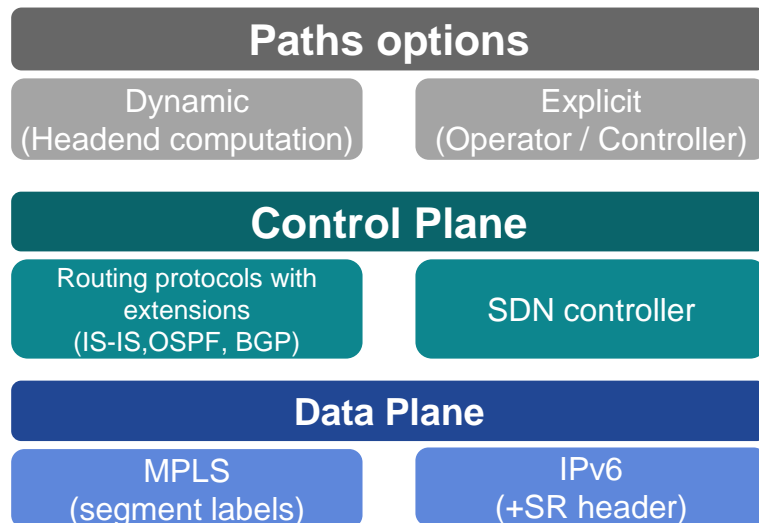 Paths options
Dynamic
(Headend computation)
Explicit
(Operator / Controller)
Control Plane
Routing protocols with
extensions
(IS-IS,OSPF, BGP)
SDN controller
Data Plane
MPLS
(segment labels)
IPv6
(+SR header)